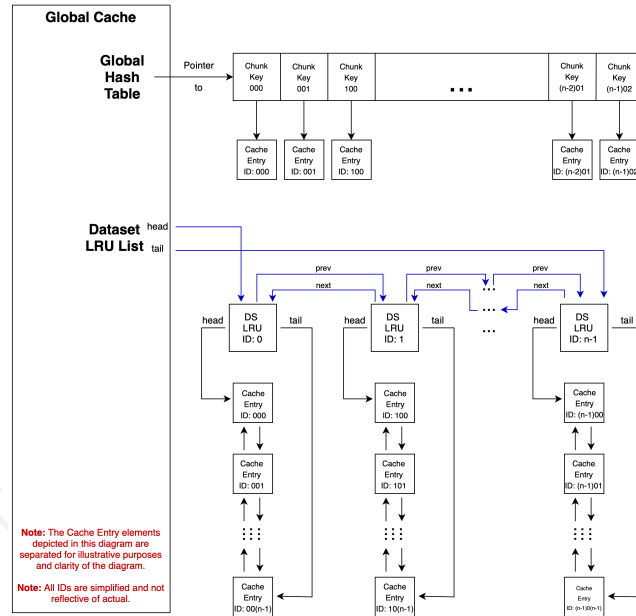 Global Cache
Global
Hash
Table
Pointer
to
Chunk
Key
000
Chunk
Key
001
Chunk
Key
100
...
Chunk
Key
(n-2)01
Chunk
Key
(n-1)02
Cache
Entry
ID: 000
Cache
Entry
ID: 001
Cache
Entry
ID: 100
Cache
Entry
ID: (n-2)01
Cache
Entry
ID: (n-1)02
Dataset
LRU List
head
tail
prev
prev
prev
next
next
next
...
...
...
head
DS
LRU
ID: 0
tail
head
DS
LRU
ID: 1
tail
head
DS
LRU
ID: n-1
tail
Cache
Entry
ID: 000
Cache
Entry
ID: 100
Cache
Entry
ID: (n-1)00
Cache
Entry
ID: 001
Cache
Entry
ID: 101
Cache
Entry
ID: (n-1)01
Cache
Entry
ID: 00(n-1)
Cache
Entry
ID: 10(n-1)
Cache
Entry
ID: (n-1)0(n-1)
Note: The Cache Entry elements
depicted in this diagram are
separated for illustrative purposes
and clarity of the diagram.
Note: All IDs are simplified and not
reflective of actual.